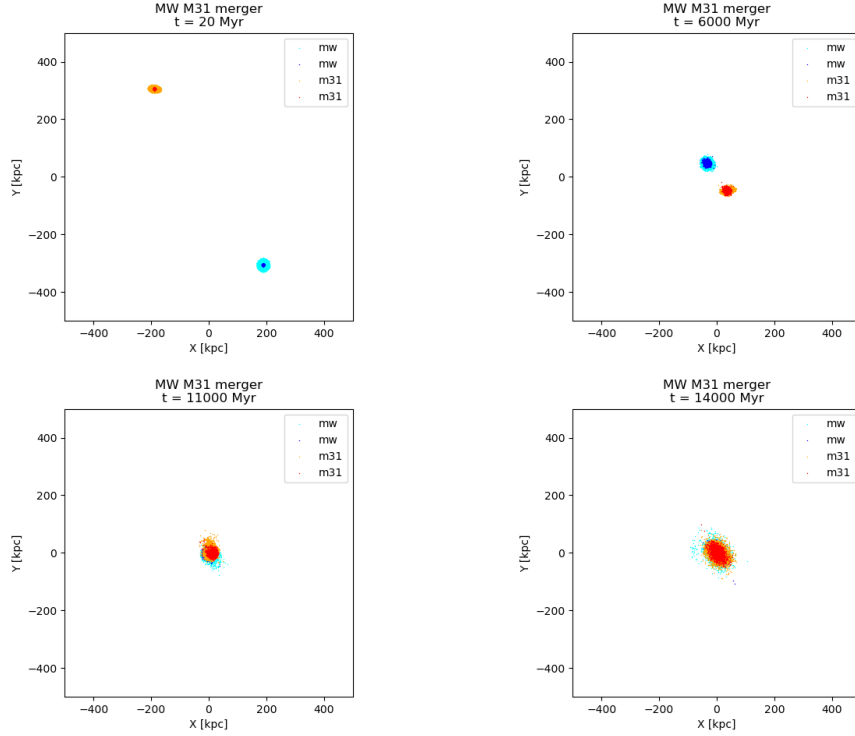 MW M31 merger
t = 20 Myr
mw
mw
m31
m31
400
200
0
−200
−400
Y [kpc]
−400 −200 0 200 400
X [kpc]
MW M31 merger
t = 6000 Myr
mw
mw
m31
m31
400
200
0
−200
−400
Y [kpc]
−400 −200 0 200 400
X [kpc]
MW M31 merger
t = 11000 Myr
mw
mw
m31
m31
400
200
0
−200
−400
Y [kpc]
−400 −200 0 200 400
X [kpc]
MW M31 merger
t = 14000 Myr
mw
mw
m31
m31
400
200
0
−200
−400
Y [kpc]
−400 −200 0 200 400
X [kpc]